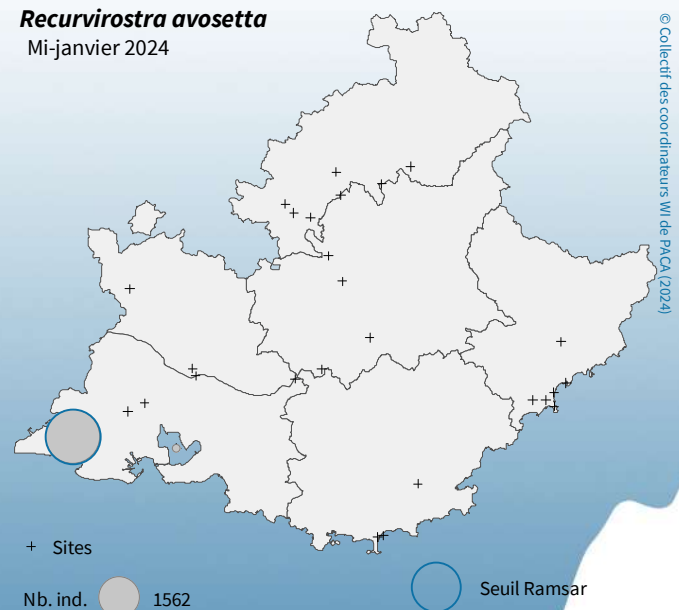 Recurvirostra avosetta
Mi-janvier 2024
© Collectif des coordinateurs WI de PACA (2024)
Sites
Nb. ind. 1562
Seuil Ramsar